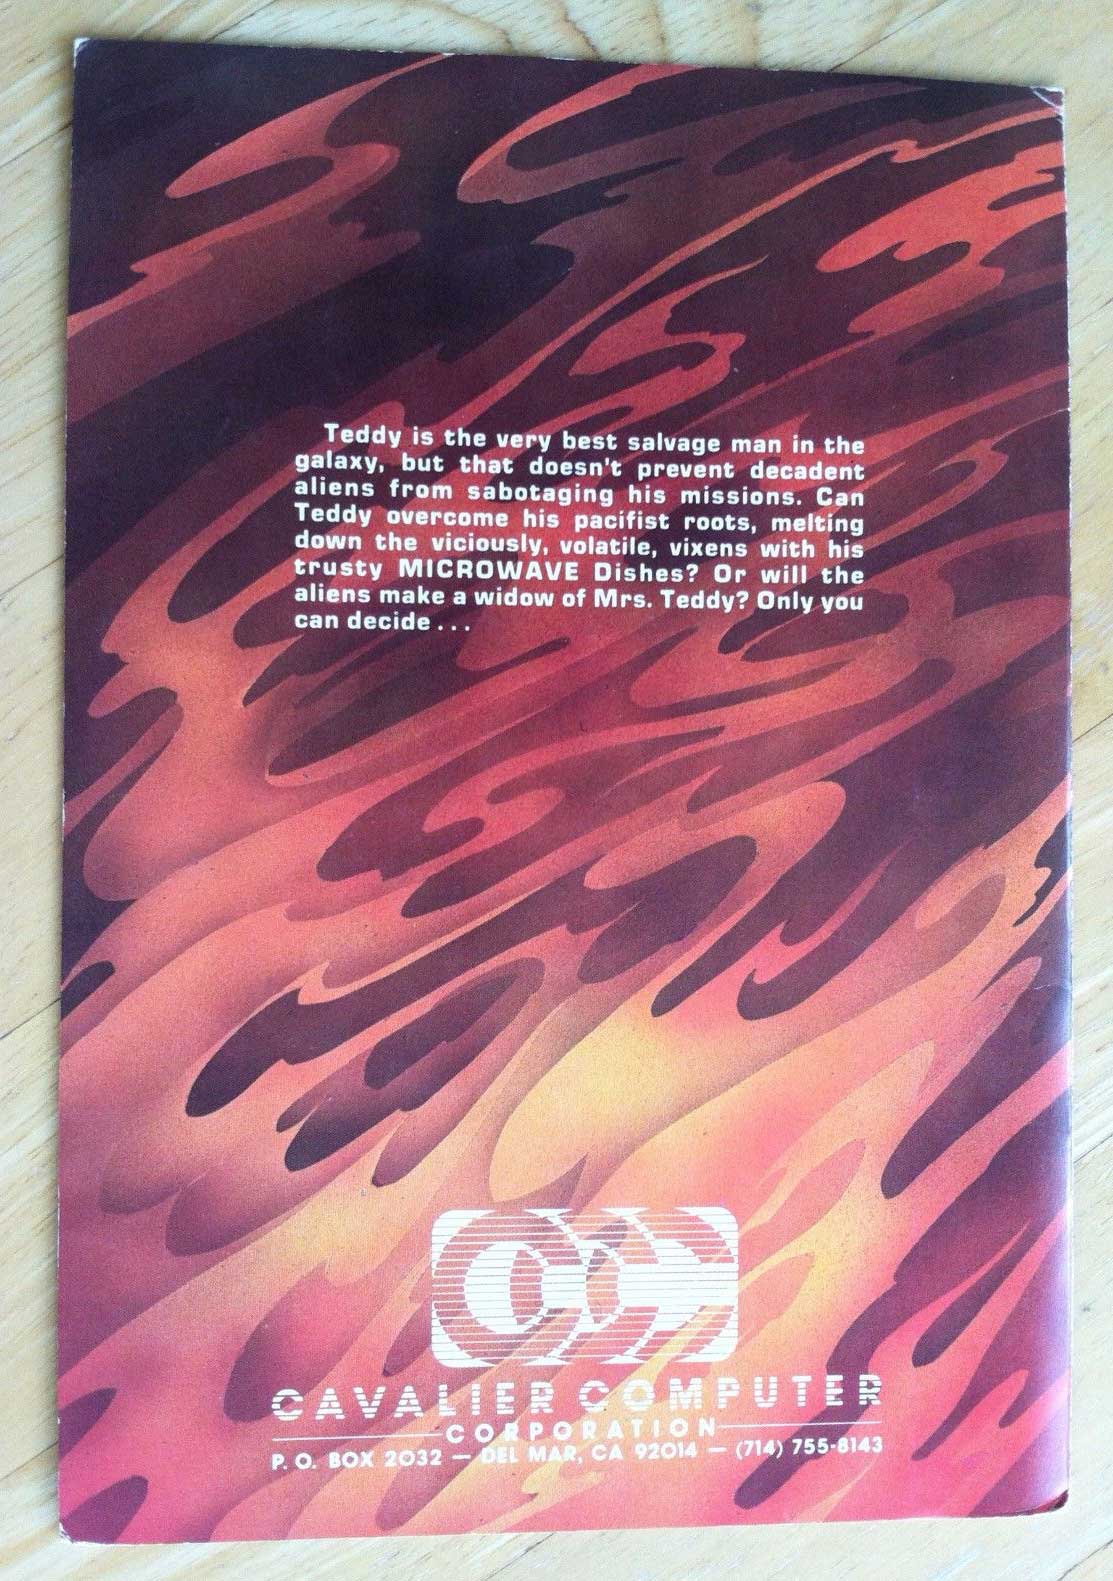 Teddy is the very best salvage man in the
galaxy, but that doesn't prevent decadent
aliens from sabotaging his missions. Can
Teddy overcome his pacifist roots, melting
down the viciously, volatile, vixens with his
trusty MICROWAVE Dishes? Or will the
aliens make a widow of Mrs. Teddy? Only you
can decide . . .
CAVALIER COMPUTER
CORPORATION
P. O. BOX 2032 — DEL MAR, CA 92014 — (714) 755-8143